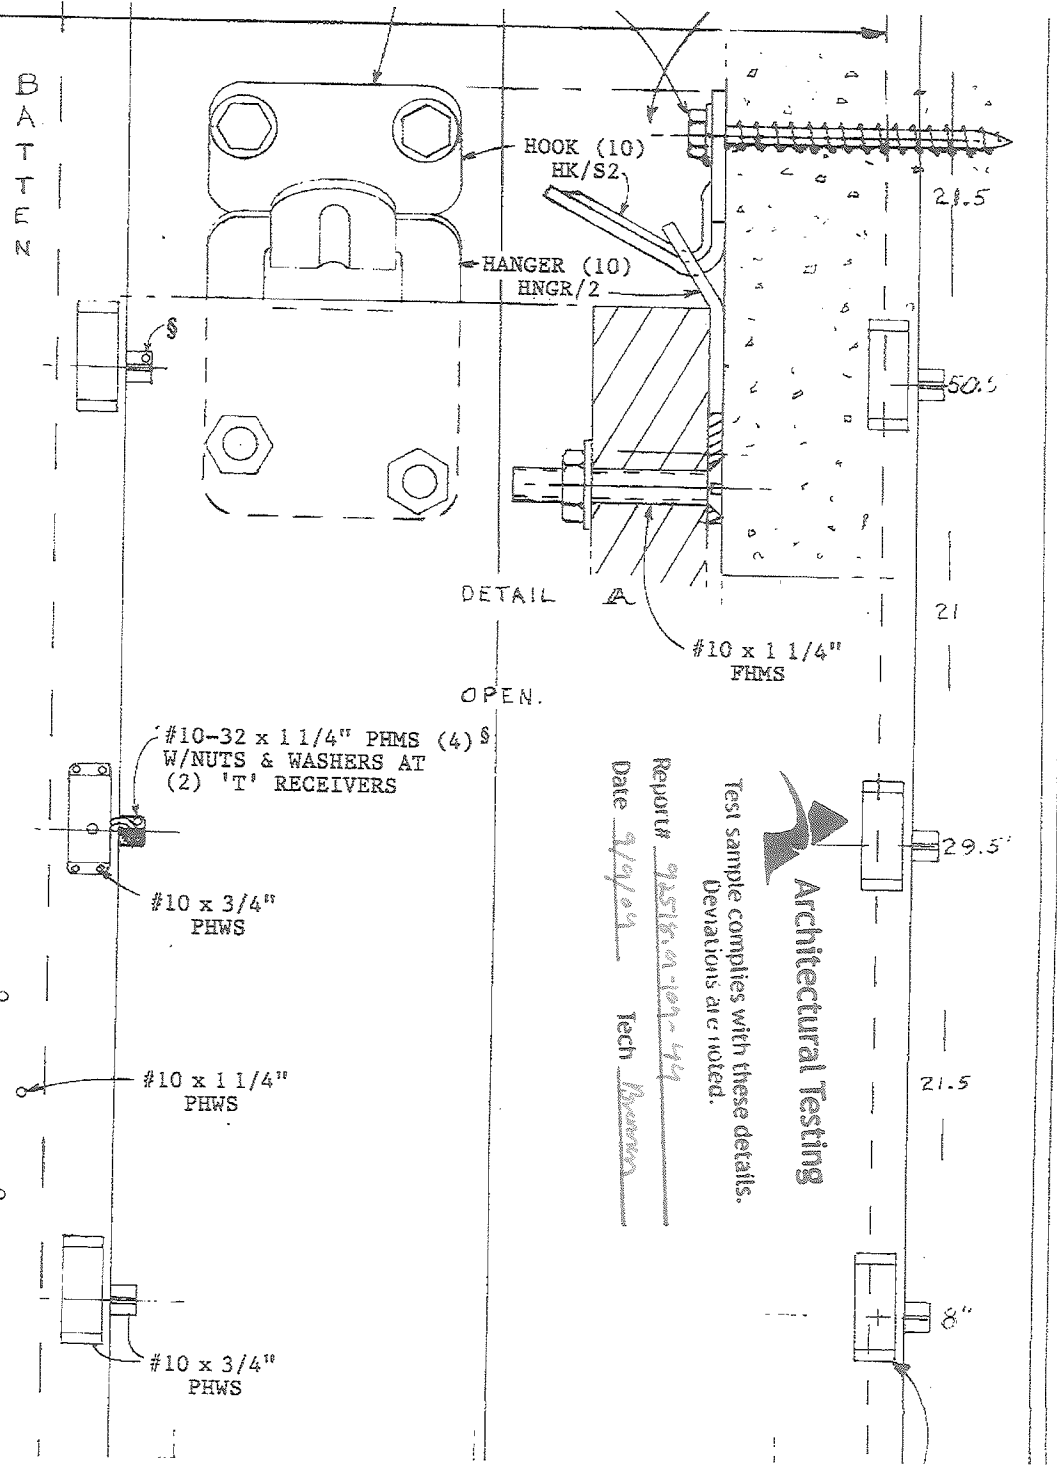 BATTEN
HOOK (10)
HK/S2
HANGER (10)
HNGR/2
§
21.5
50.5
DETAIL A
21
#10 x 1 1/4"
FHMS
OPEN.
#10-32 x 1 1/4" PHMS (4) §
W/NUTS & WASHERS AT
(2) 'T' RECEIVERS
29.5"
#10 x 3/4"
PHWS
Architectural Testing
Test sample complies with these details.
Deviations are noted.
Report#
Date 9/9/09 Tech
#10 x 1 1/4"
PHWS
21.5
8"
#10 x 3/4"
PHWS